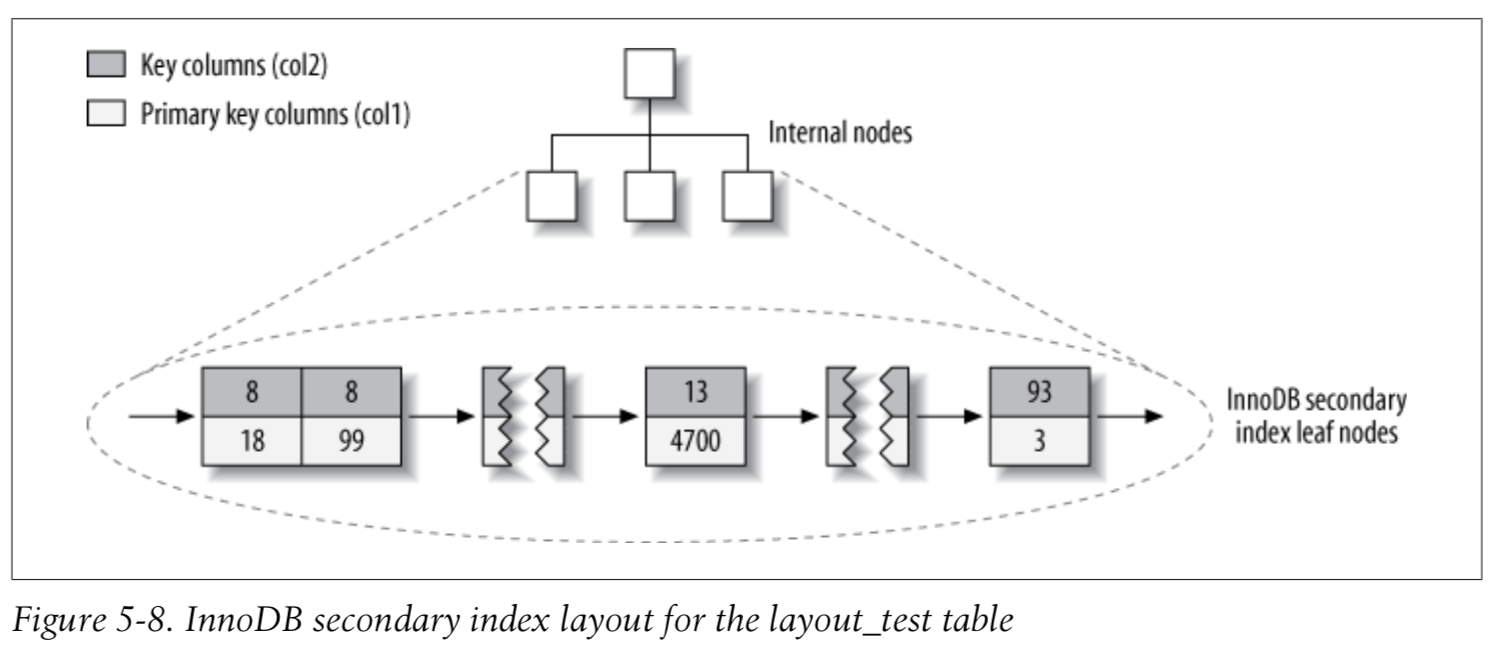 Key columns (col2)
Primary key columns (col1)
Internal nodes
8 8 13 93
18 99 4700 3
InnoDB secondary
index leaf nodes
Figure 5-8. InnoDB secondary index layout for the layout_test table